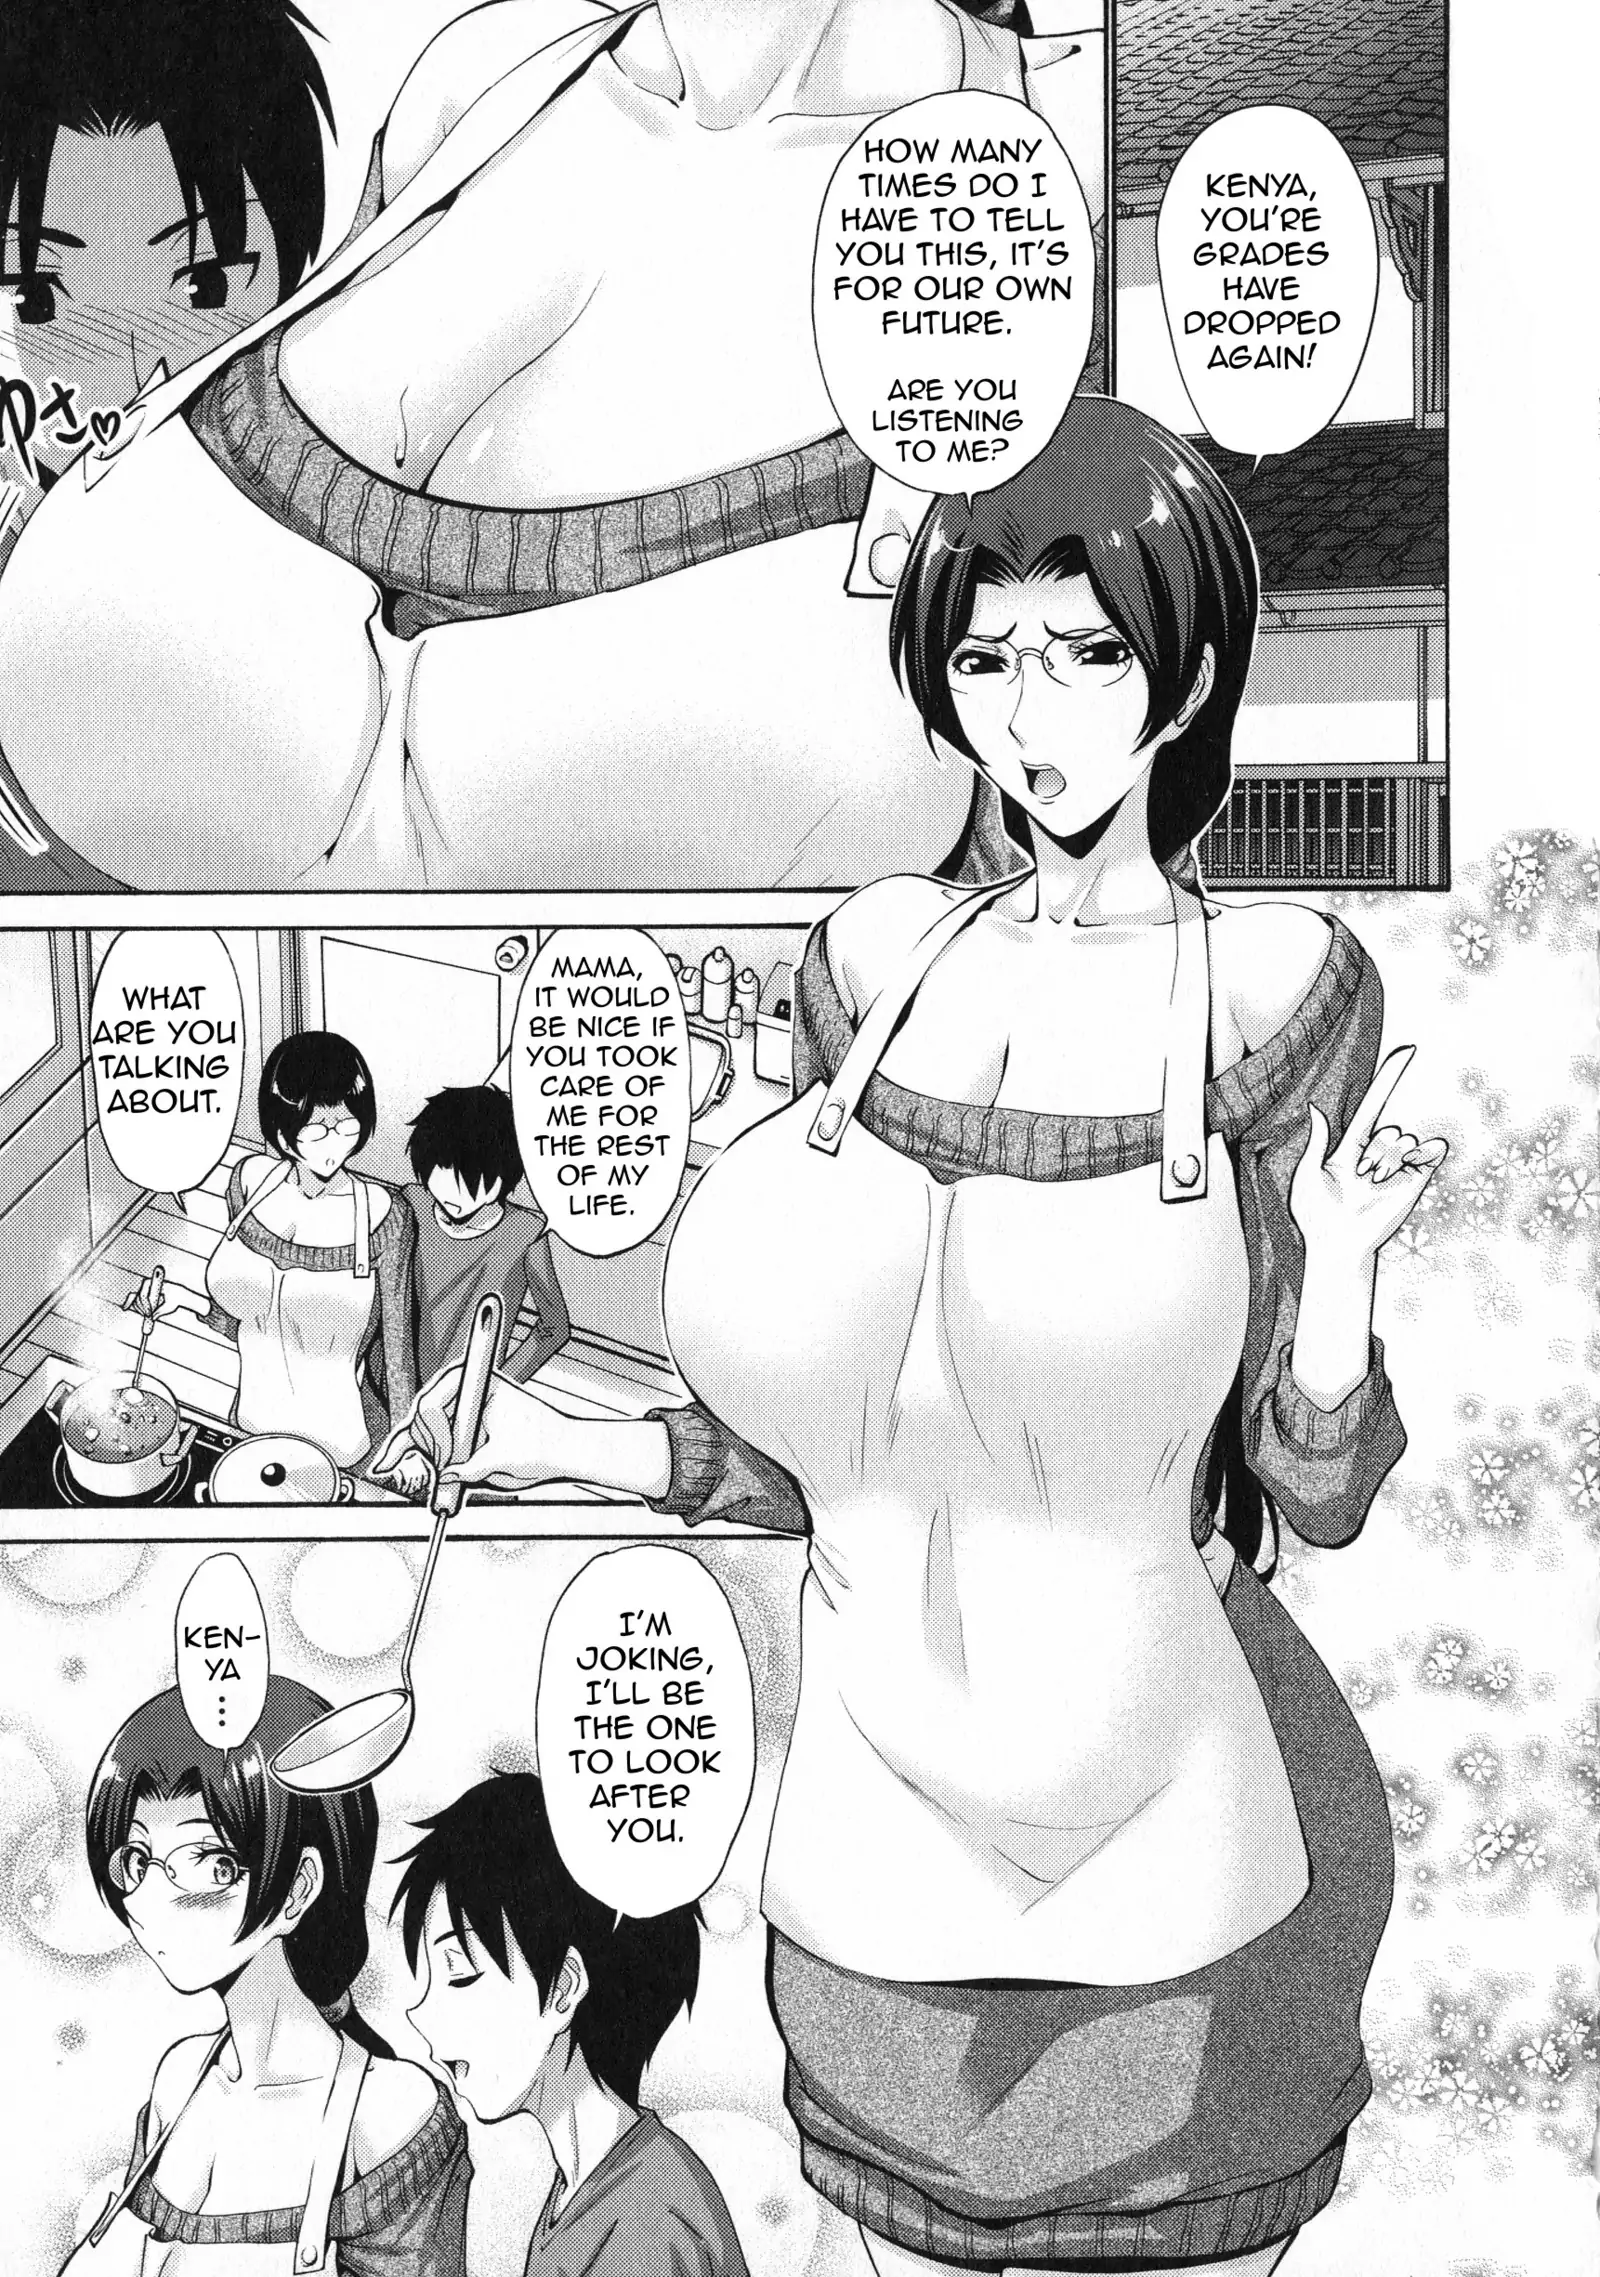 KENYA,
YOU'RE
GRADES
HAVE
DROPPED
AGAIN!
HOW MANY
TIMES DO I
HAVE TO TELL
YOU THIS, IT'S
FOR OUR OWN
FUTURE.
ARE YOU
LISTENING
TO ME?
ゆさっ♡
MAMA,
IT WOULD
BE NICE IF
YOU TOOK
CARE OF
ME FOR
THE REST
OF MY
LIFE.
WHAT
ARE YOU
TALKING
ABOUT.
I'M
JOKING,
I'LL BE
THE ONE
TO LOOK
AFTER
YOU.
KEN-
YA
...